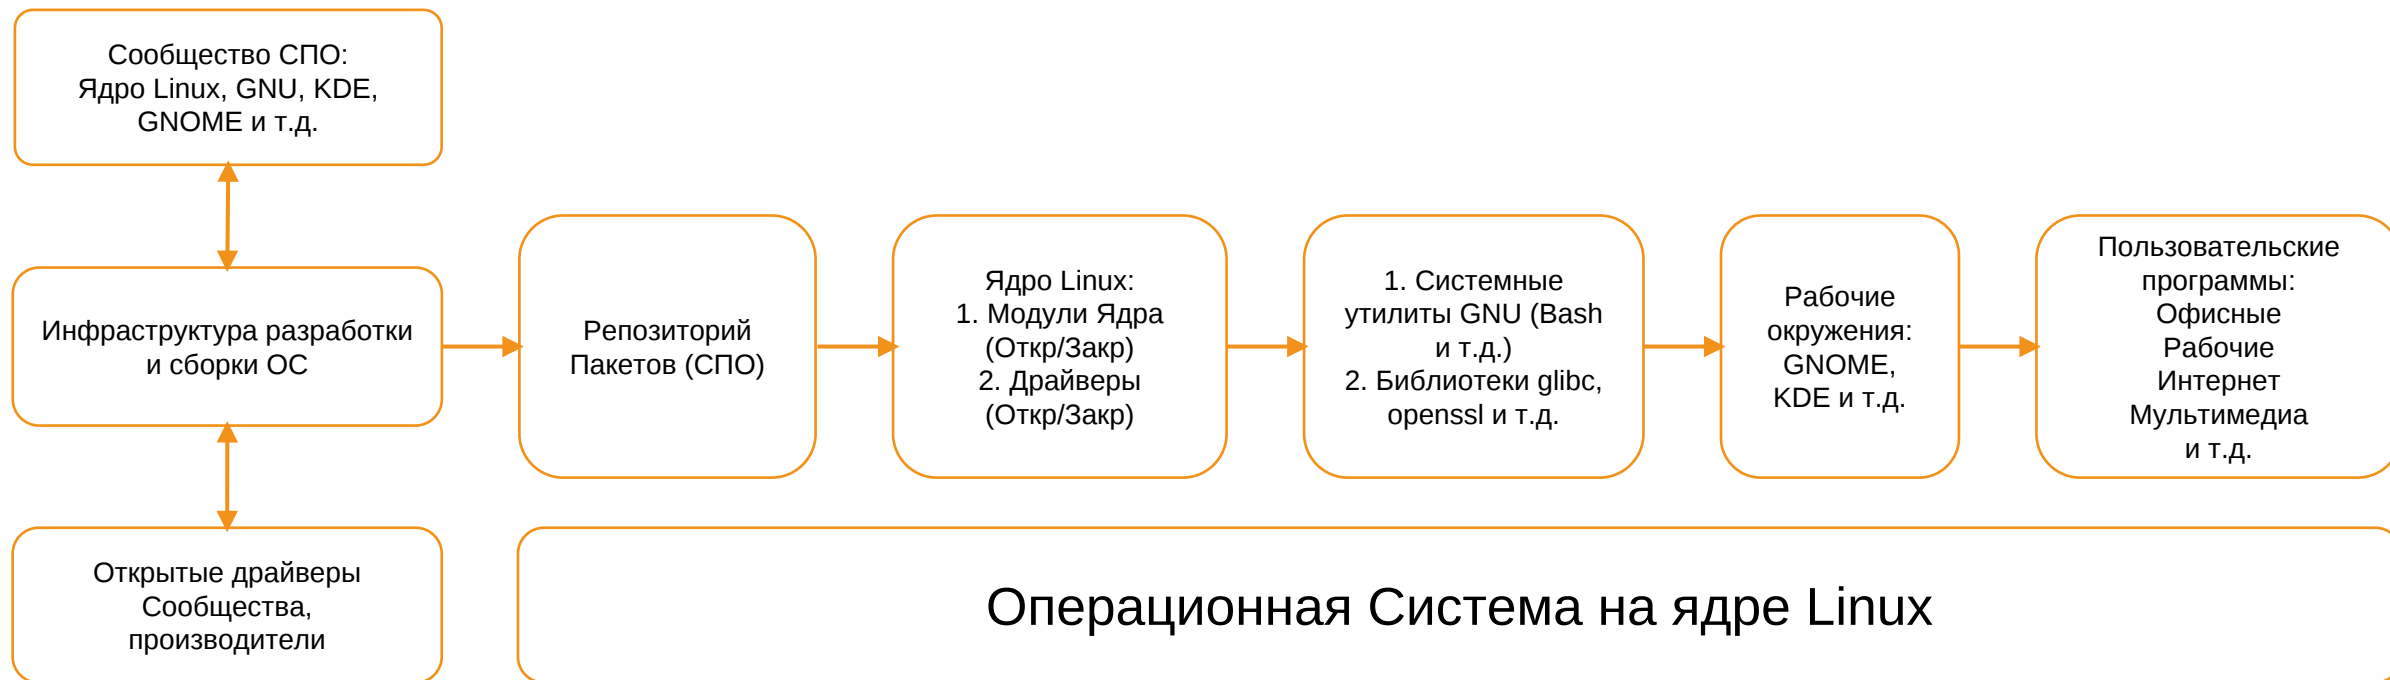 Сообщество СПО:
Ядро Linux, GNU, KDE,
GNOME и т.д.
Инфраструктура разработки
и сборки ОС
Открытые драйверы
Сообщества,
производители
Репозиторий
Пакетов (СПО)
Ядро Linux:
1. Модули Ядра
(Откр/Закр)
2. Драйверы
(Откр/Закр)
1. Системные
утилиты GNU (Bash
и т.д.)
2. Библиотеки glibc,
openssl и т.д.
Рабочие
окружения:
GNOME,
KDE и т.д.
Пользовательские
программы:
Офисные
Рабочие
Интернет
Мультимедиа
и т.д.
Операционная Система на ядре Linux